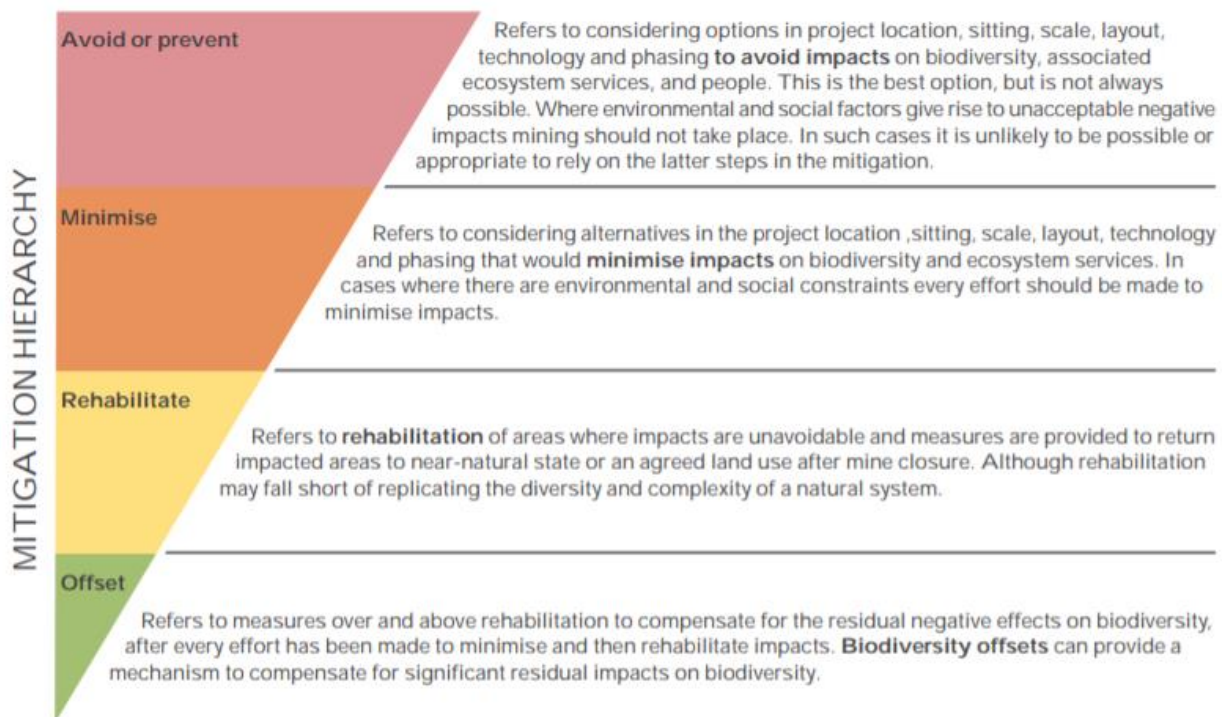 MITIGATION HIERARCHY
Avoid or prevent
Refers to considering options in project location, sitting, scale, layout,
technology and phasing to avoid impacts on biodiversity, associated
ecosystem services, and people. This is the best option, but is not always
possible. Where environmental and social factors give rise to unacceptable negative
impacts mining should not take place. In such cases it is unlikely to be possible or
appropriate to rely on the latter steps in the mitigation.
Minimise
Refers to considering alternatives in the project location ,sitting, scale, layout, technology
and phasing that would minimise impacts on biodiversity and ecosystem services. In
cases where there are environmental and social constraints every effort should be made to
minimise impacts.
Rehabilitate
Refers to rehabilitation of areas where impacts are unavoidable and measures are provided to return
impacted areas to near-natural state or an agreed land use after mine closure. Although rehabilitation
may fall short of replicating the diversity and complexity of a natural system.
Offset
Refers to measures over and above rehabilitation to compensate for the residual negative effects on biodiversity,
after every effort has been made to minimise and then rehabilitate impacts. Biodiversity offsets can provide a
mechanism to compensate for significant residual impacts on biodiversity.